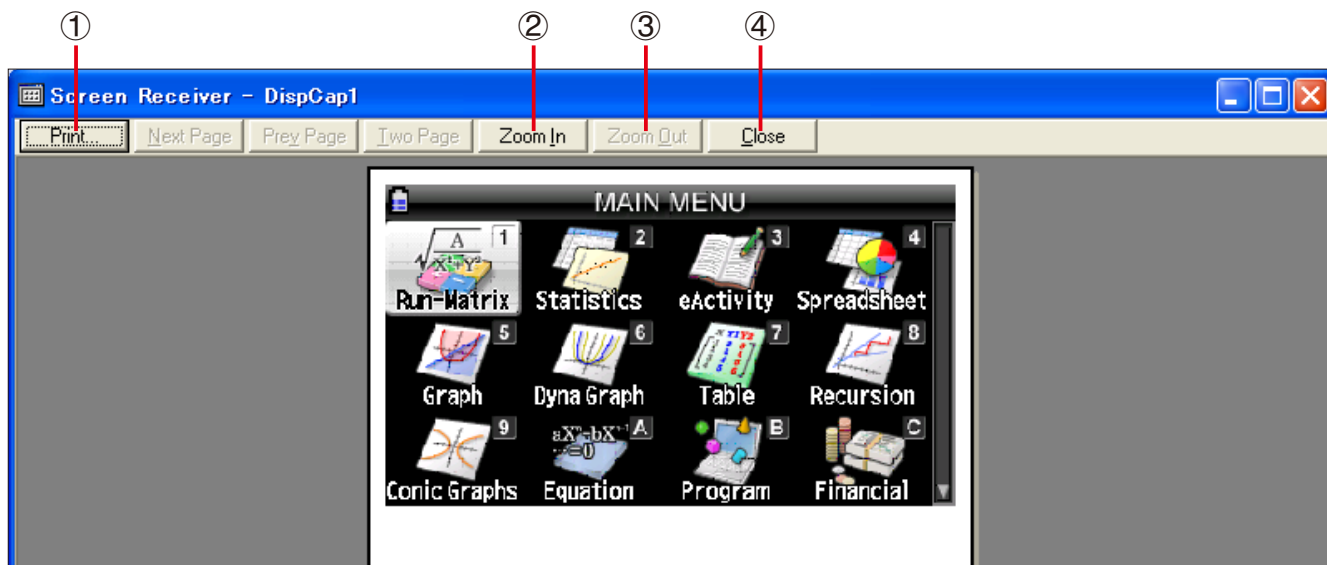 ① ② ③ ④
Screen Receiver - DispCap1
Print... Next Page Prev Page Two Page Zoom In Zoom Out Close
MAIN MENU
1 2 3 4
Run-Matrix Statistics eActivity Spreadsheet
5 6 7 8
Graph Dyna Graph Table Recursion
9 A B C
Conic Graphs Equation Program Financial